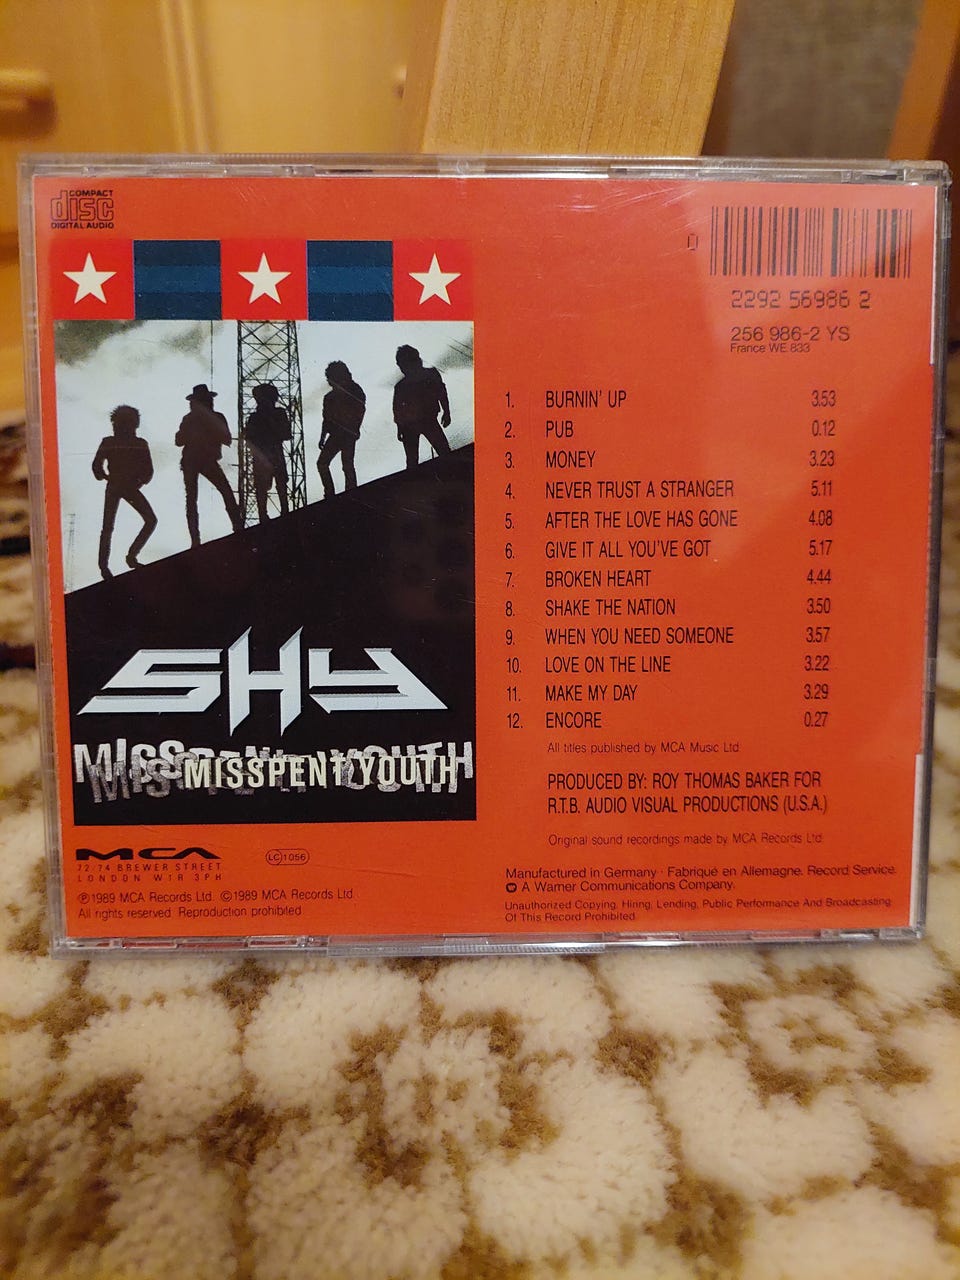 COMPACT
disc
DIGITAL AUDIO
2292 56986 2
256 986-2 YS
France WE 833
1. BURNIN' UP 3.53
2. PUB 0.12
3. MONEY 3.23
4. NEVER TRUST A STRANGER 5.11
5. AFTER THE LOVE HAS GONE 4.08
6. GIVE IT ALL YOU'VE GOT 5.17
7. BROKEN HEART 4.44
8. SHAKE THE NATION 3.50
9. WHEN YOU NEED SOMEONE 3.57
10. LOVE ON THE LINE 3.22
11. MAKE MY DAY 3.29
12. ENCORE 0.27
All titles published by MCA Music Ltd
PRODUCED BY: ROY THOMAS BAKER FOR
R.T.B. AUDIO VISUAL PRODUCTIONS (U.S.A.)
Original sound recordings made by MCA Records Ltd
SHY
MISSPENT YOUTH
MISSPENT YOUTH
MISSPENT YOUTH
MCA
72/74 BREWER STREET
LONDON W1R 3PH
LC 1056
℗1989 MCA Records Ltd. ©1989 MCA Records Ltd.
All rights reserved. Reproduction prohibited.
Manufactured in Germany · Fabriqué en Allemagne. Record Service.
A Warner Communications Company.
Unauthorized Copying, Hiring, Lending, Public Performance And Broadcasting
Of This Record Prohibited